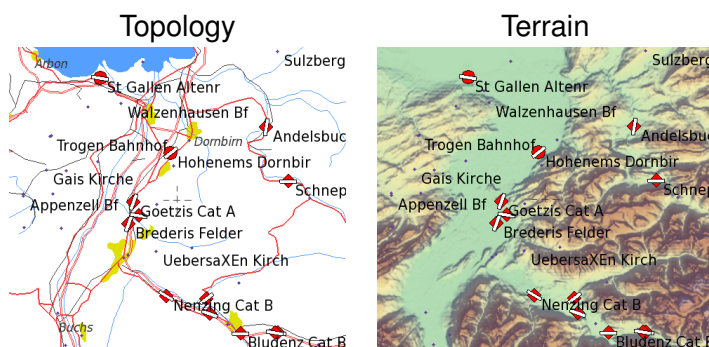 Topology
Arbon
Sulzberg
St Gallen Altenr
Walzenhausen Bf
Andelsbuc
Dornbirn
Trogen Bahnhof
Hohenems Dornbir
Gais Kirche
Schnep
Appenzell Bf
Goetzis Cat A
Brederis Felder
UebersaXEn Kirch
Nenzing Cat B
Buchs
Bludenz Cat B
Terrain
Sulzberg
St Gallen Altenr
Walzenhausen Bf
Andelsbuc
Trogen Bahnhof
Hohenems Dornbir
Gais Kirche
Schnep
Appenzell Bf
Goetzis Cat A
Brederis Felder
UebersaXEn Kirch
Nenzing Cat B
Bludenz Cat B